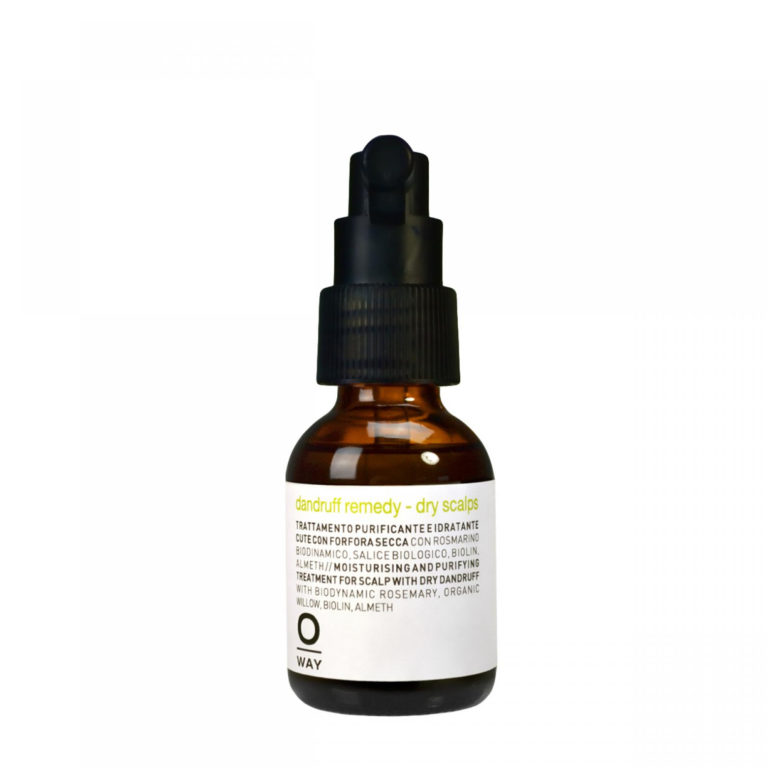 dandruff remedy - dry scalps
TRATTAMENTO PURIFICANTE E IDRATANTE
CUTE CON FORFORA SECCA CON ROSMARINO
BIODINAMICO, SALICE BIOLOGICO, BIOLIN,
ALMETH // MOISTURISING AND PURIFYING
TREATMENT FOR SCALP WITH DRY DANDRUFF
WITH BIODYNAMIC ROSEMARY, ORGANIC
WILLOW, BIOLIN, ALMETH
O
WAY